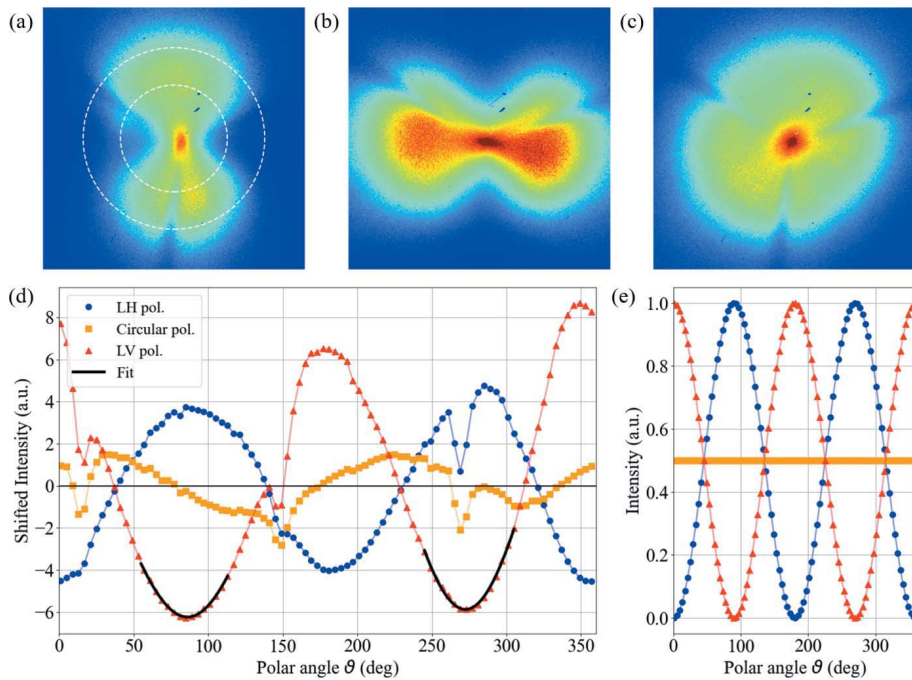 (a)
(b)
(c)
(d)
LH pol.
Circular pol.
LV pol.
Fit
Shifted Intensity (a.u.)
8
6
4
2
0
−2
−4
−6
0
50
100
150
200
250
300
350
Polar angle ϑ (deg)
(e)
Intensity (a.u.)
1.0
0.8
0.6
0.4
0.2
0.0
0
100
200
300
Polar angle ϑ (deg)